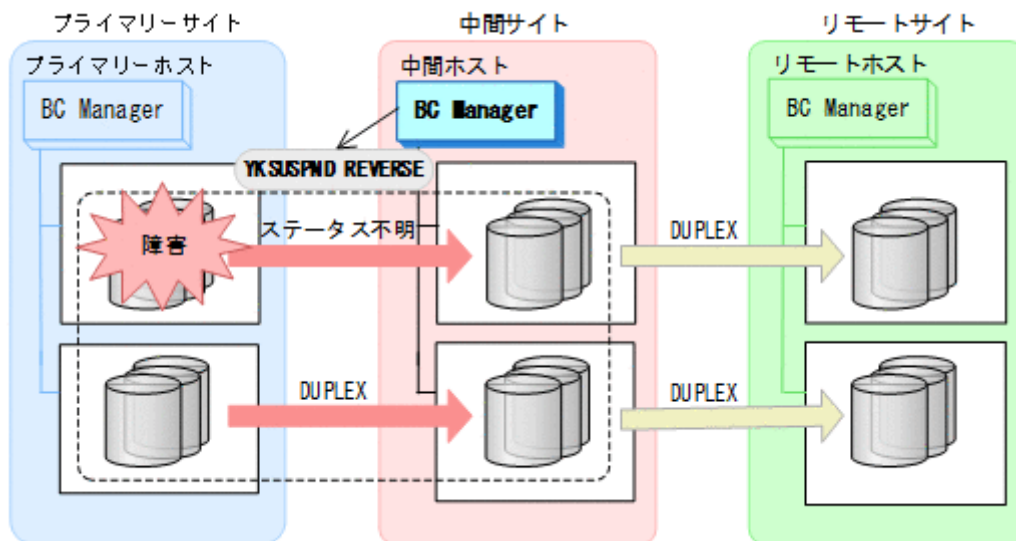 プライマリーサイト
中間サイト
リモートサイト
プライマリーホスト
中間ホスト
リモートホスト
BC Manager
BC Manager
BC Manager
YKSUSPND REVERSE
障害
ステータス不明
DUPLEX
DUPLEX
DUPLEX